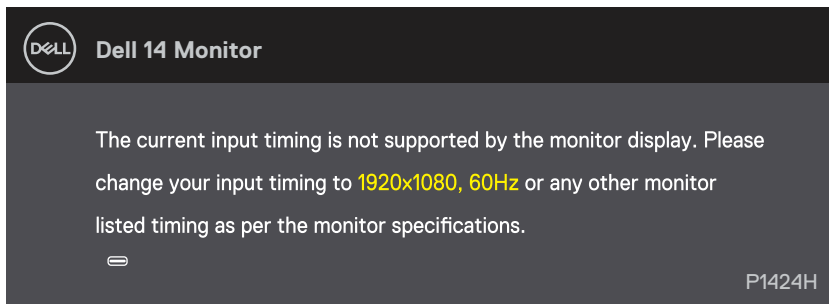 DELL
Dell 14 Monitor
The current input timing is not supported by the monitor display. Please
change your input timing to 1920x1080, 60Hz or any other monitor
listed timing as per the monitor specifications.
P1424H